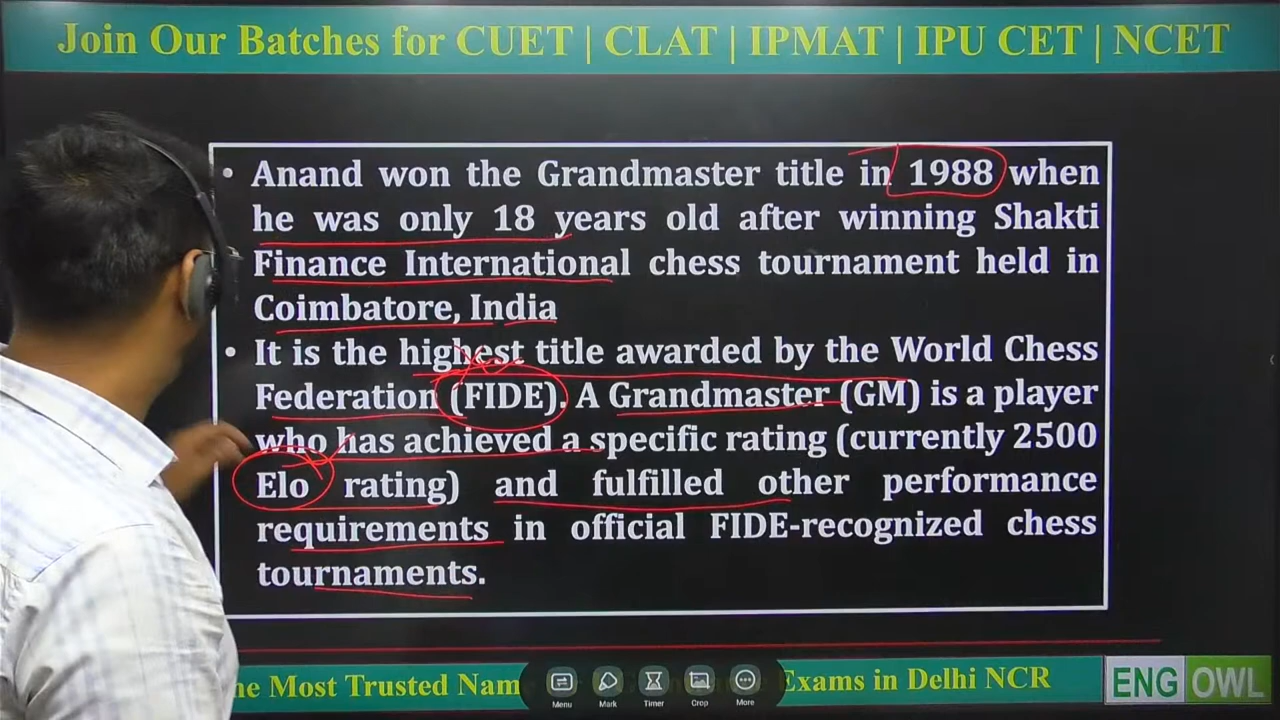 Join Our Batches for CUET | CLAT | IPMAT | IPU CET | NCET
• Anand won the Grandmaster title in 1988 when
he was only 18 years old after winning Shakti
Finance International chess tournament held in
Coimbatore, India
• It is the highest title awarded by the World Chess
Federation (FIDE). A Grandmaster (GM) is a player
who has achieved a specific rating (currently 2500
Elo rating) and fulfilled other performance
requirements in official FIDE-recognized chess
tournaments.
Most Trusted Exams in Delhi NCR
ENG OWL
Menu Mark Timer Crop More